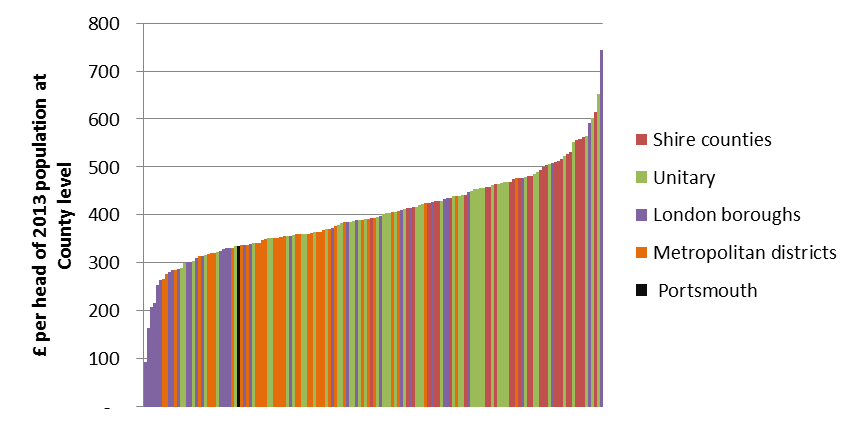 £ per head of 2013 population at
County level
800
700
600
500
400
300
200
100
-
Shire counties
Unitary
London boroughs
Metropolitan districts
Portsmouth